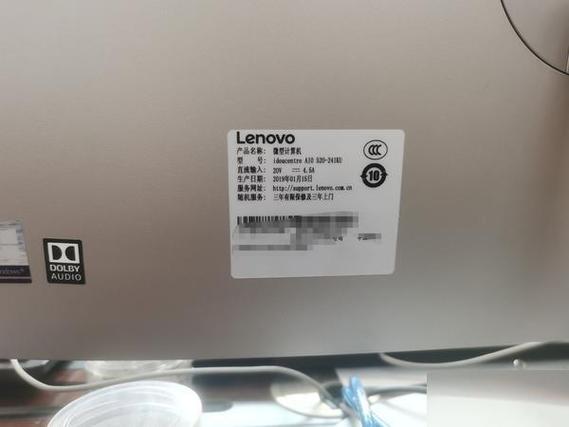 Lenovo
产品名称: 微型计算机
型 号: ideacentre AIO 520-24IKU
直流输入: 20V ⎓ 4.5A
生产日期: 2019年01月15日
服务网址: http://support.lenovo.com.cn
随机服务: 三年有限保修及三年上门
CCC
10
DOLBY
AUDIO